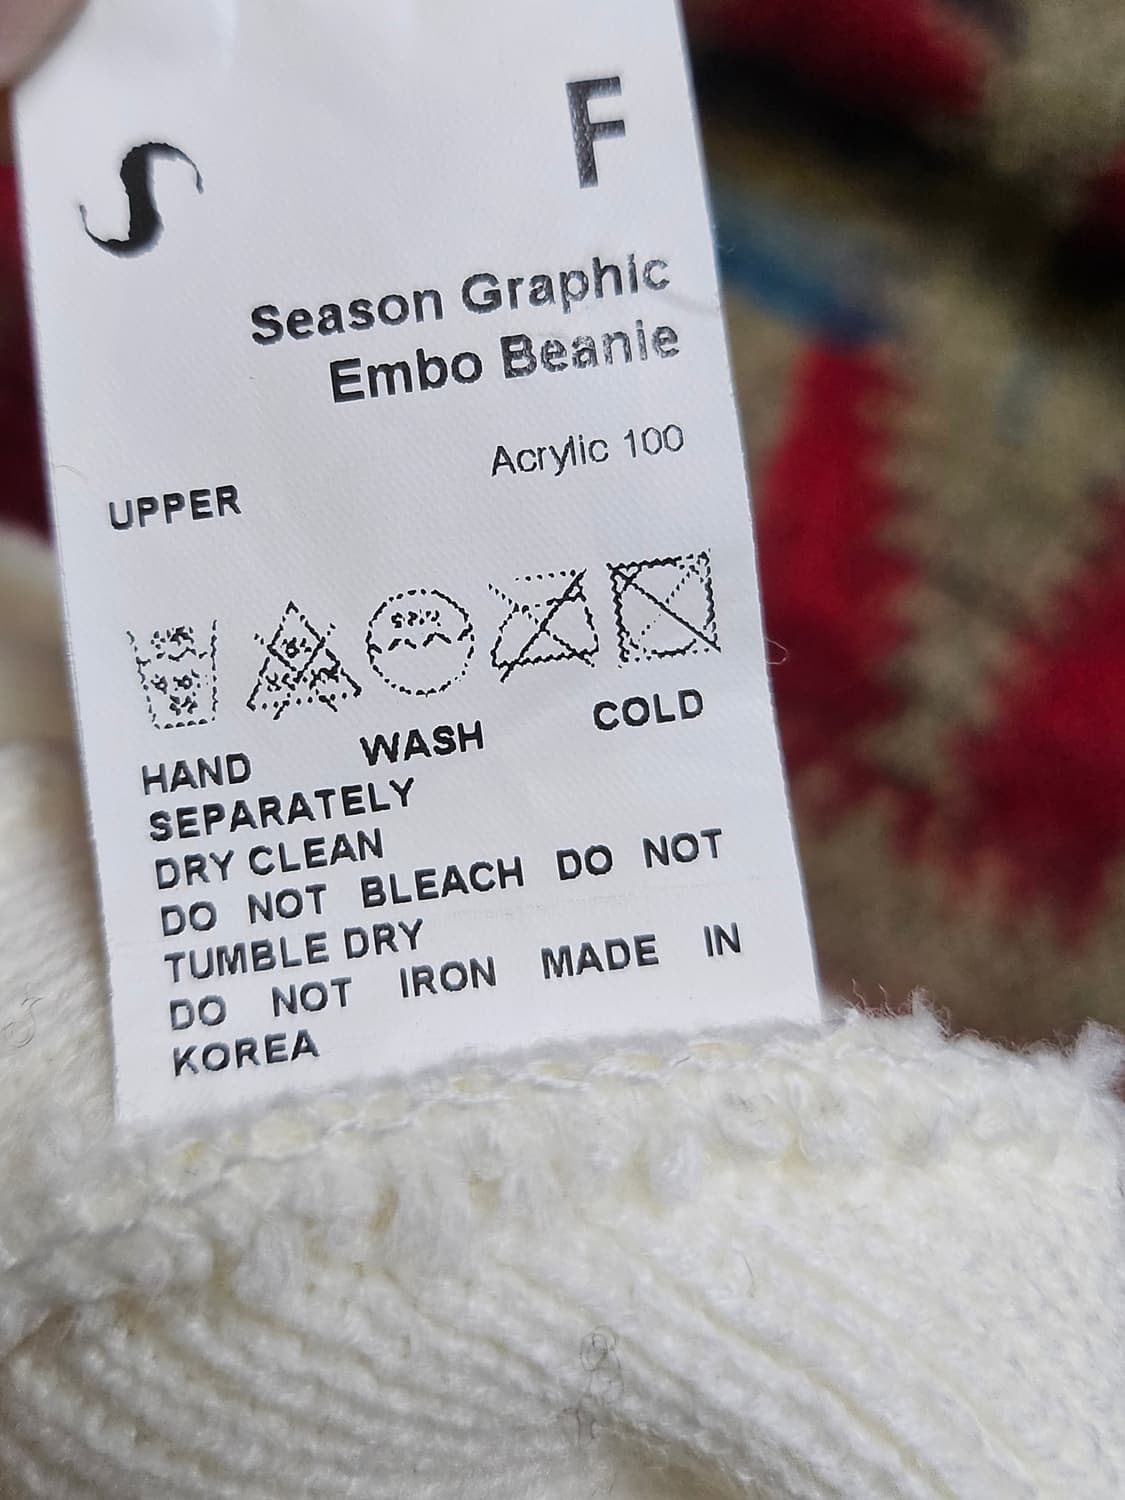 S F
Season Graphic
Embo Beanie
Acrylic 100
UPPER
HAND WASH COLD
SEPARATELY
DRY CLEAN
DO NOT BLEACH DO NOT
TUMBLE DRY
DO NOT IRON MADE IN
KOREA